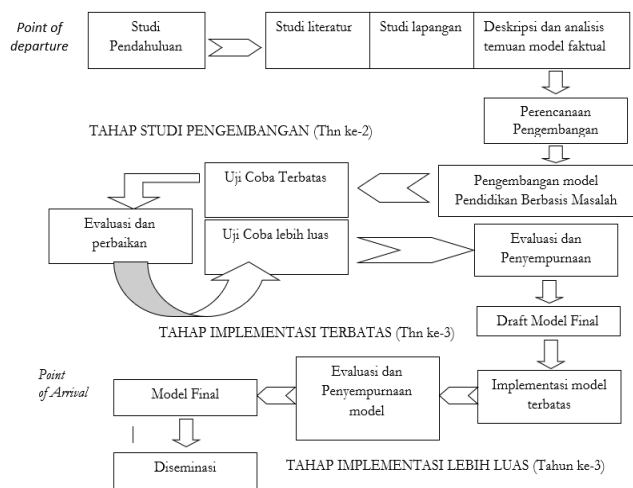 Point of
departure
Studi
Pendahuluan
Studi literatur
Studi lapangan
Deskripsi dan analisis
temuan model faktual
Perencanaan
Pengembangan
TAHAP STUDI PENGEMBANGAN (Thn ke-2)
Uji Coba Terbatas
Pengembangan model
Pendidikan Berbasis Masalah
Evaluasi dan
perbaikan
Uji Coba lebih luas
Evaluasi dan
Penyempurnaan
Draft Model Final
TAHAP IMPLEMENTASI TERBATAS (Thn ke-3)
Point
of Arrival
Model Final
Evaluasi dan
Penyempurnaan
model
Implementasi model
terbatas
Diseminasi
TAHAP IMPLEMENTASI LEBIH LUAS (Tahun ke-3)